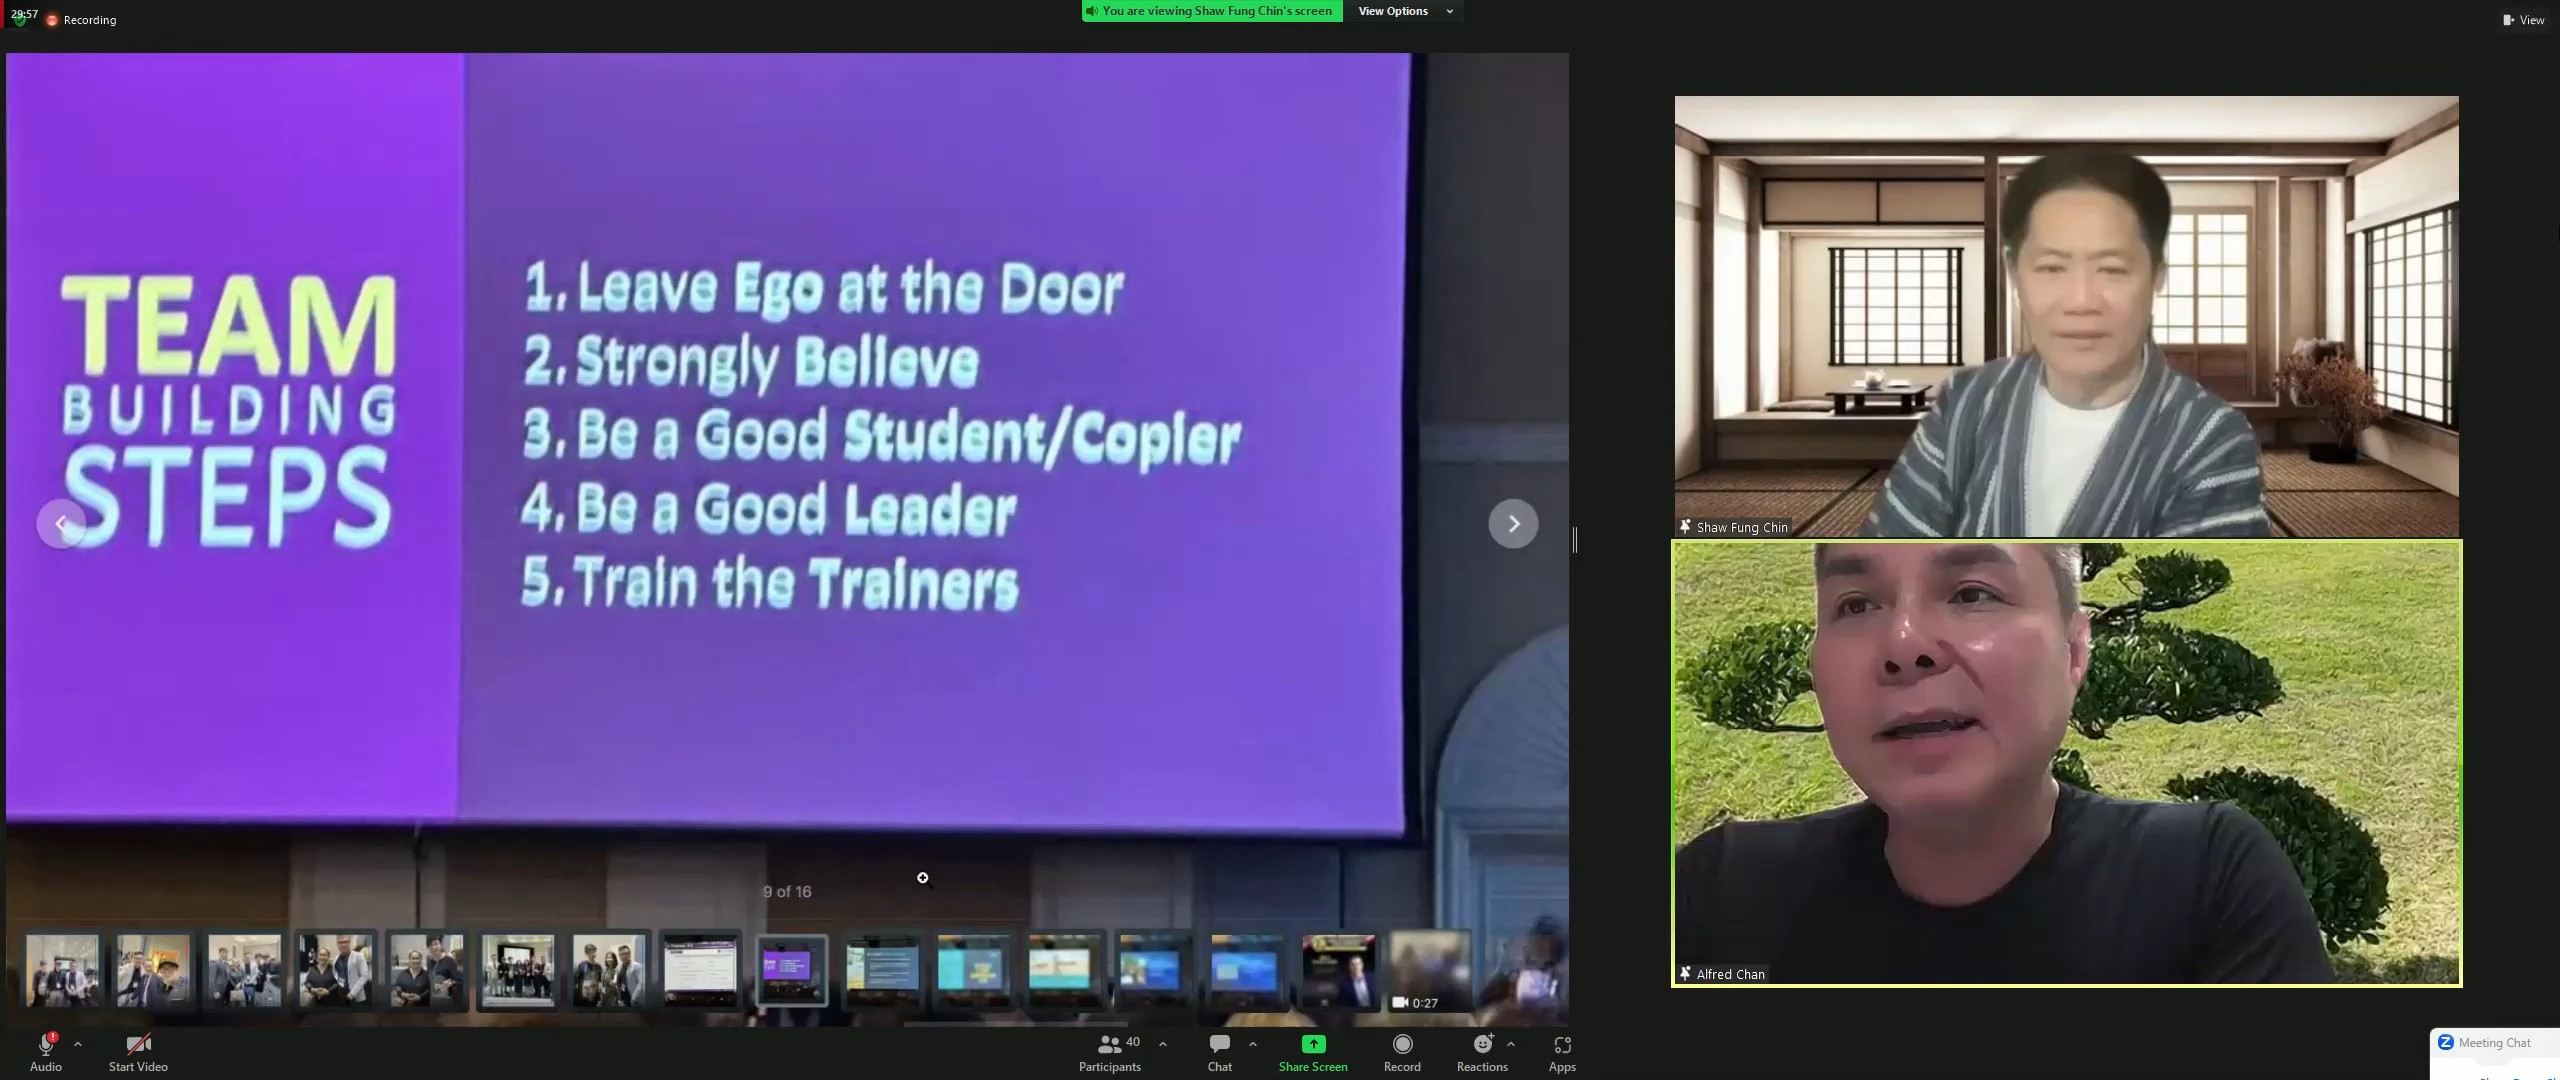 29:57
Recording
You are viewing Shaw Fung Chin's screen
View Options
View
TEAM
BUILDING
STEPS
1. Leave Ego at the Door
2. Strongly Believe
3. Be a Good Student/Copier
4. Be a Good Leader
5. Train the Trainers
9 of 16
0:27
Shaw Fung Chin
Alfred Chan
Audio
Start Video
Participants
40
Chat
Share Screen
Record
Reactions
Apps
Meeting Chat